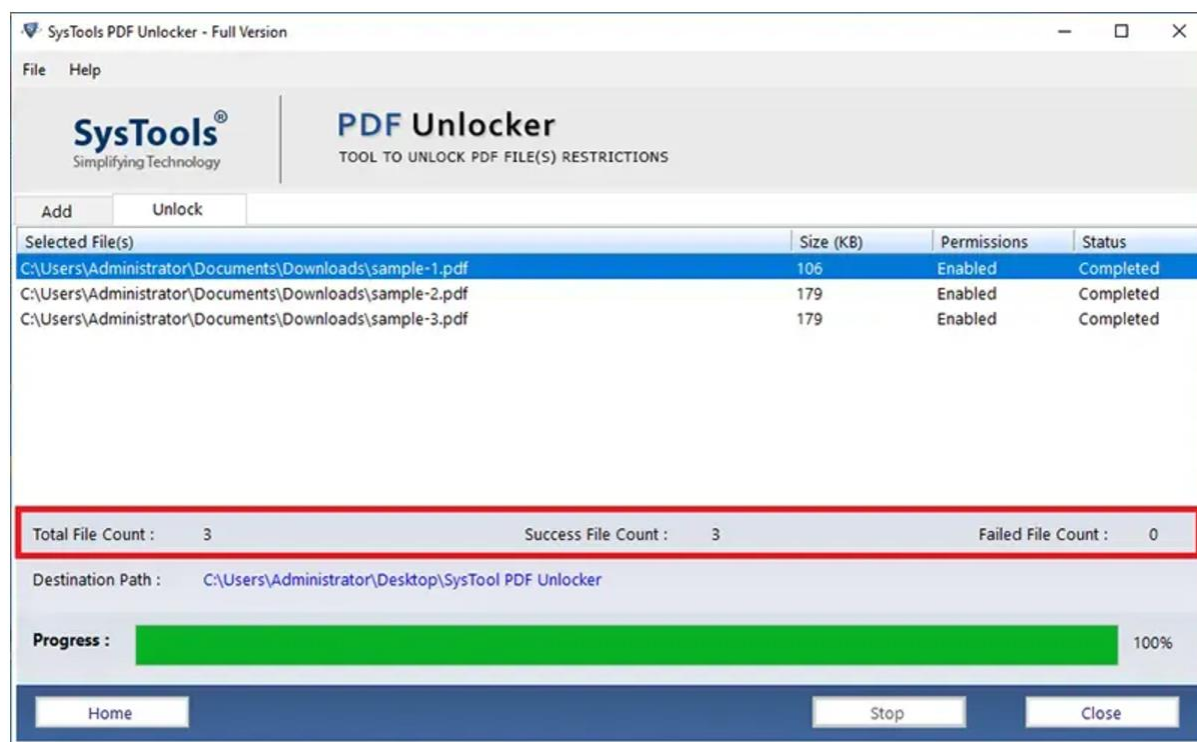 SysTools PDF Unlocker - Full Version
File Help
SysTools®
Simplifying Technology
PDF Unlocker
TOOL TO UNLOCK PDF FILE(S) RESTRICTIONS
Add Unlock
Selected File(s) Size (KB) Permissions Status
C:\Users\Administrator\Documents\Downloads\sample-1.pdf 106 Enabled Completed
C:\Users\Administrator\Documents\Downloads\sample-2.pdf 179 Enabled Completed
C:\Users\Administrator\Documents\Downloads\sample-3.pdf 179 Enabled Completed
Total File Count : 3 Success File Count : 3 Failed File Count : 0
Destination Path : C:\Users\Administrator\Desktop\SysTool PDF Unlocker
Progress : 100%
Home Stop Close